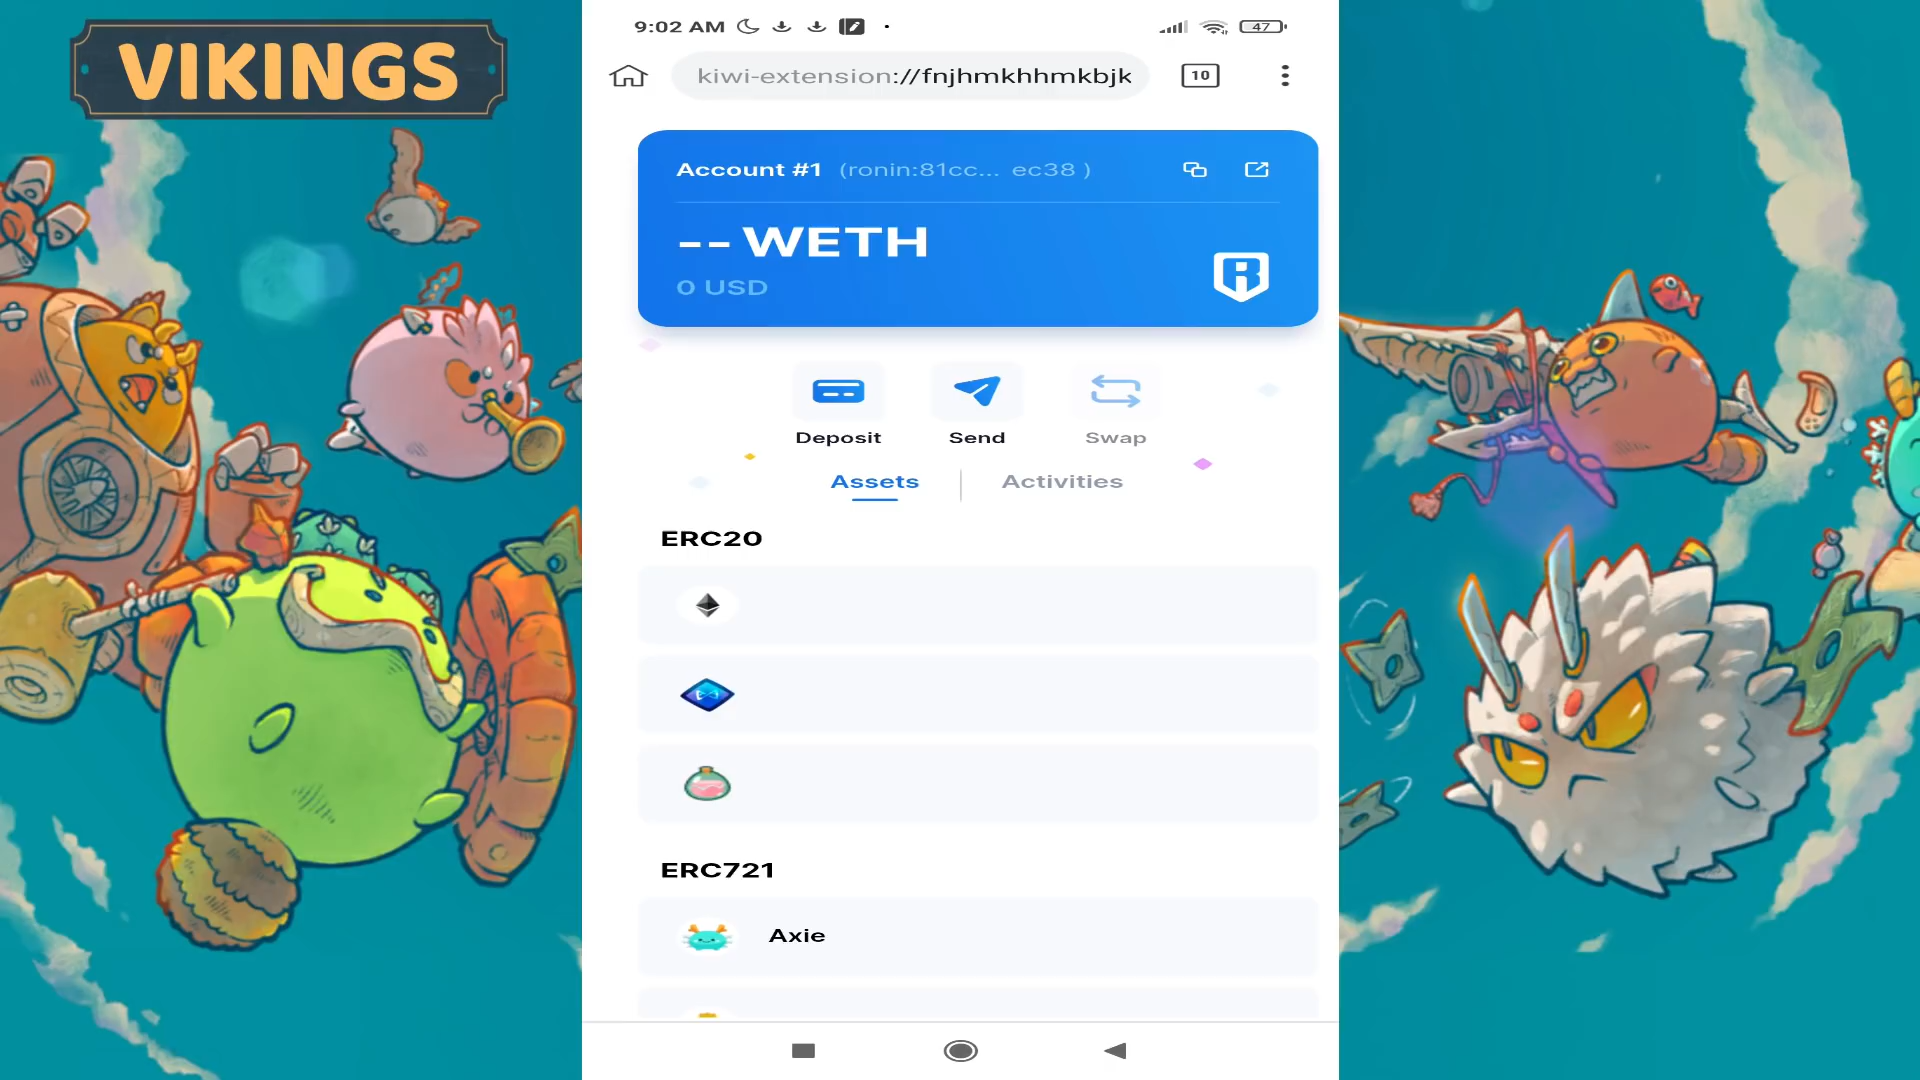 VIKINGS
9:02 AM
47
kiwi-extension://fnjhmkhhmkbjk
10
Account #1 (ronin:81cc... ec38 )
-- WETH
0 USD
Deposit
Send
Swap
Assets
Activities
ERC20
ERC721
Axie